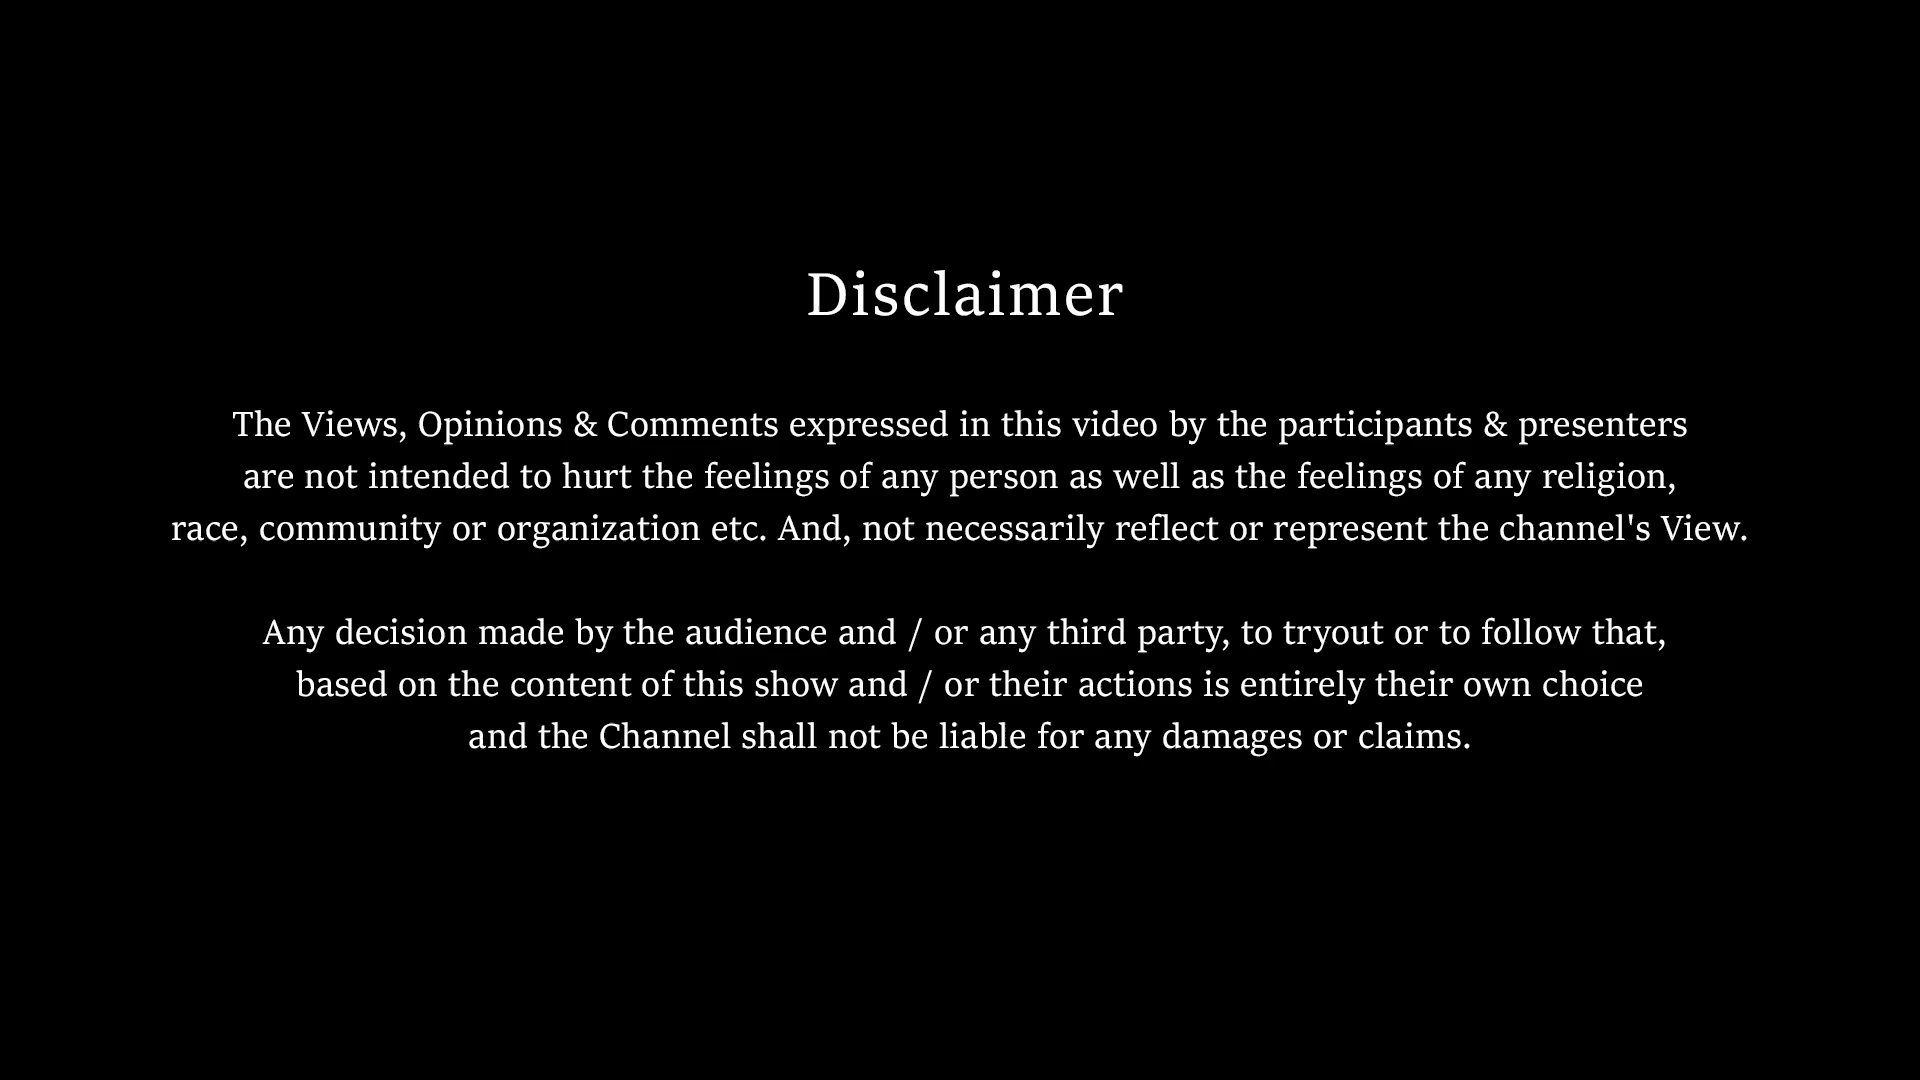 Disclaimer
The Views, Opinions & Comments expressed in this video by the participants & presenters
are not intended to hurt the feelings of any person as well as the feelings of any religion,
race, community or organization etc. And, not necessarily reflect or represent the channel's View.
Any decision made by the audience and / or any third party, to tryout or to follow that,
based on the content of this show and / or their actions is entirely their own choice
and the Channel shall not be liable for any damages or claims.